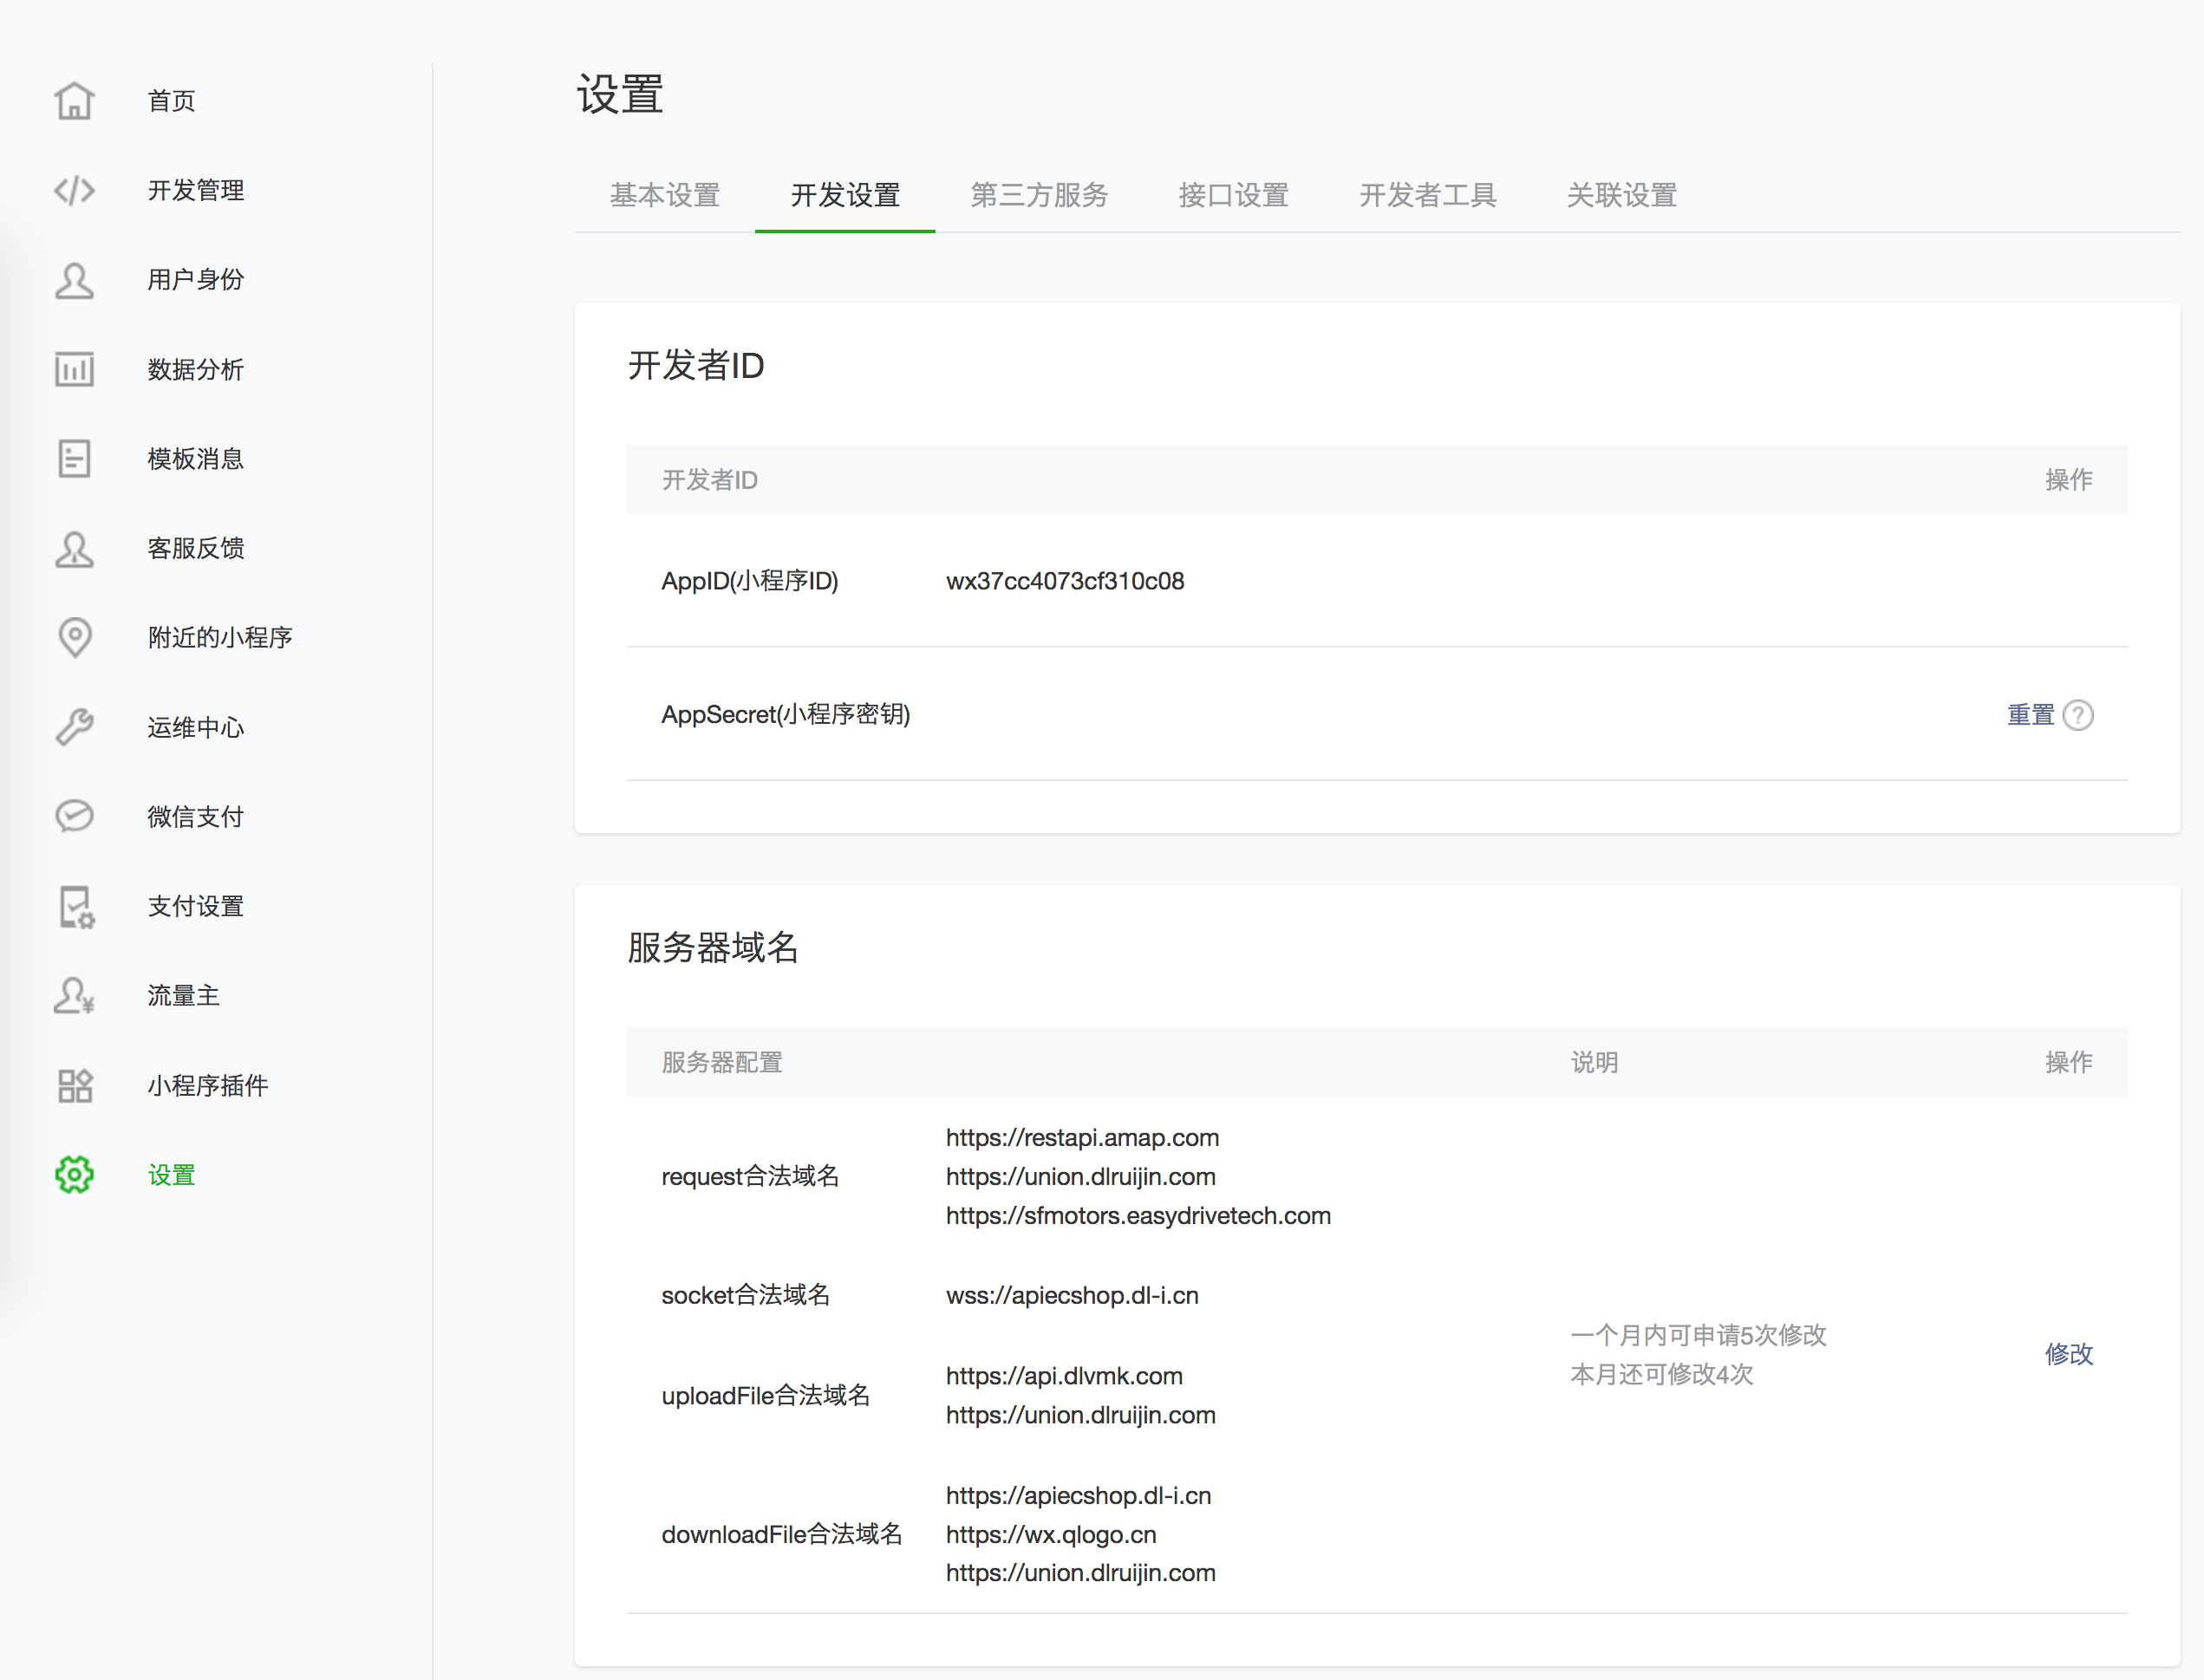 首页
开发管理
用户身份
数据分析
模板消息
客服反馈
附近的小程序
运维中心
微信支付
支付设置
流量主
小程序插件
设置
设置
基本设置 开发设置 第三方服务 接口设置 开发者工具 关联设置
开发者ID
开发者ID 操作
AppID(小程序ID) wx37cc4073cf310c08
AppSecret(小程序密钥) 重置 ?
服务器域名
服务器配置 说明 操作
request合法域名
https://restapi.amap.com
https://union.dlruijin.com
https://sfmotors.easydrivetech.com
socket合法域名 wss://apiecshop.dl-i.cn
uploadFile合法域名
https://api.dlvmk.com
https://union.dlruijin.com
downloadFile合法域名
https://apiecshop.dl-i.cn
https://wx.qlogo.cn
https://union.dlruijin.com
一个月内可申请5次修改
本月还可修改4次
修改